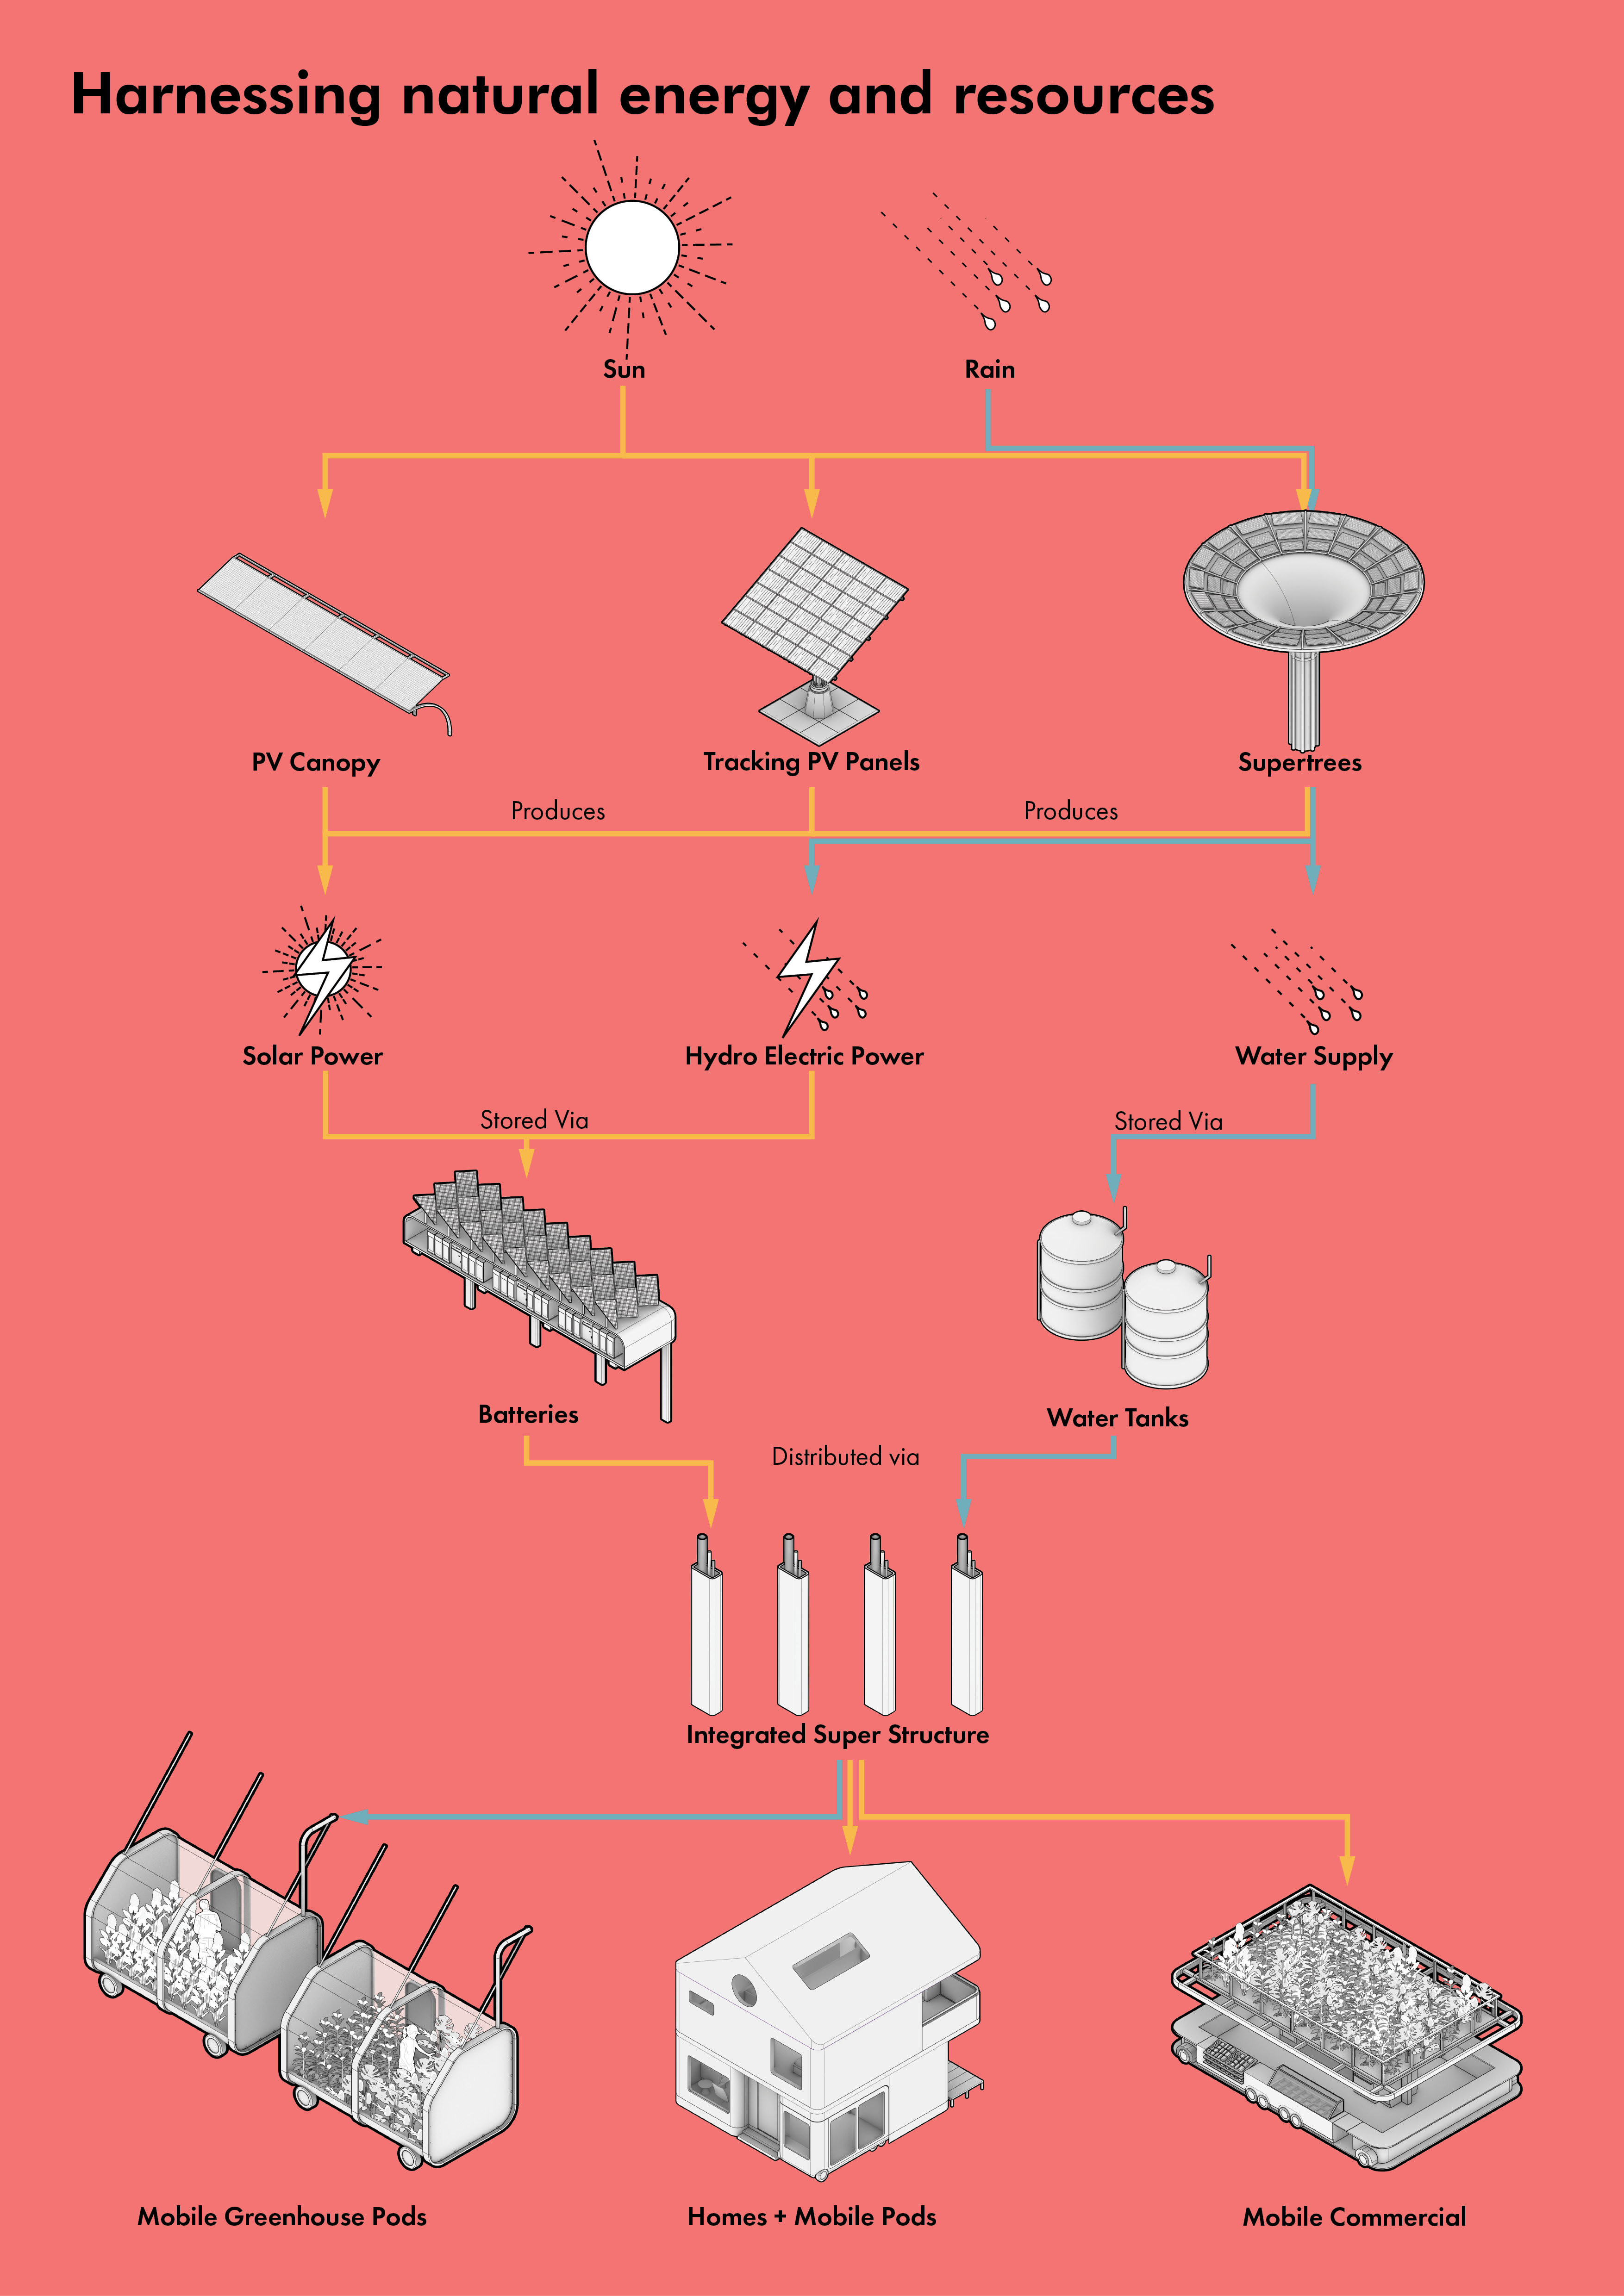 Harnessing natural energy and resources
Sun
Rain
PV Canopy
Tracking PV Panels
Supertrees
Produces
Produces
Solar Power
Hydro Electric Power
Water Supply
Stored Via
Stored Via
Batteries
Water Tanks
Distributed via
Integrated Super Structure
Mobile Greenhouse Pods
Homes + Mobile Pods
Mobile Commercial